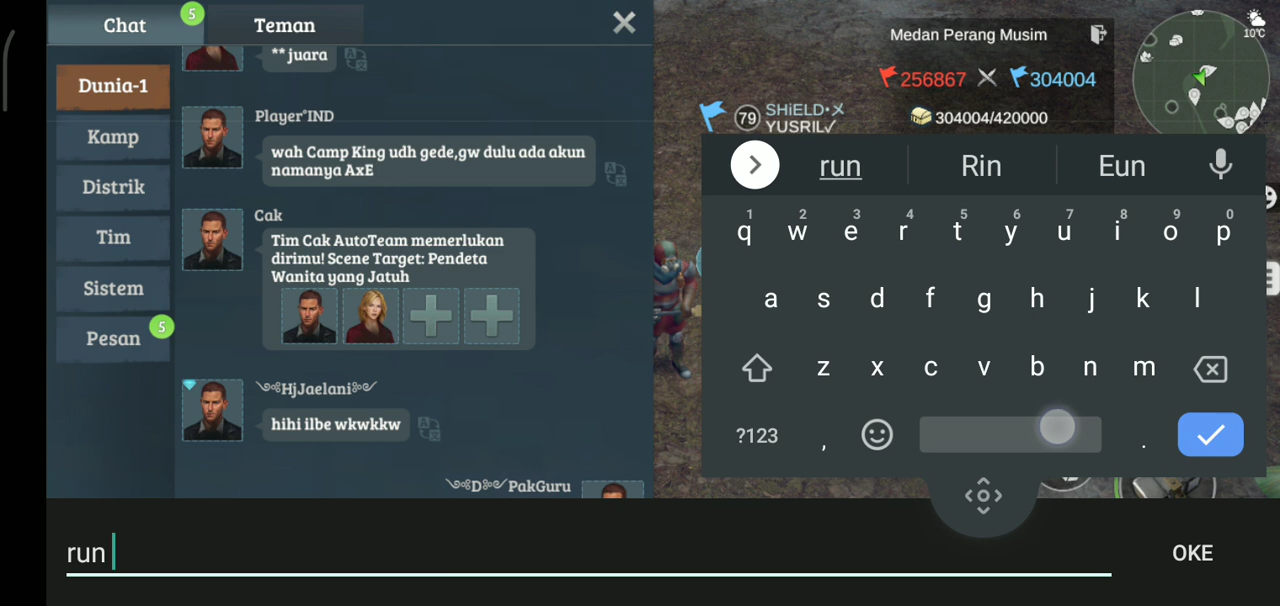 Chat
5
Teman
** juara
Dunia-1
Kamp
Distrik
Tim
Sistem
Pesan
5
Player*IND
wah Camp King udh gede,gw dulu ada akun
namanya AxE
Cak
Tim Cak AutoTeam memerlukan
dirimu! Scene Target: Pendeta
Wanita yang Jatuh
HjJaelani
hihi ilbe wkwkkw
D PakGuru
Medan Perang Musim
256867
304004
304004/420000
10°C
79
SHiELD•メ
YUSRIL✓
run
Rin
Eun
1 2 3 4 5 6 7 8 9 0
q w e r t y u i o p
a s d f g h j k l
z x c v b n m
?123 , .
run
OKE